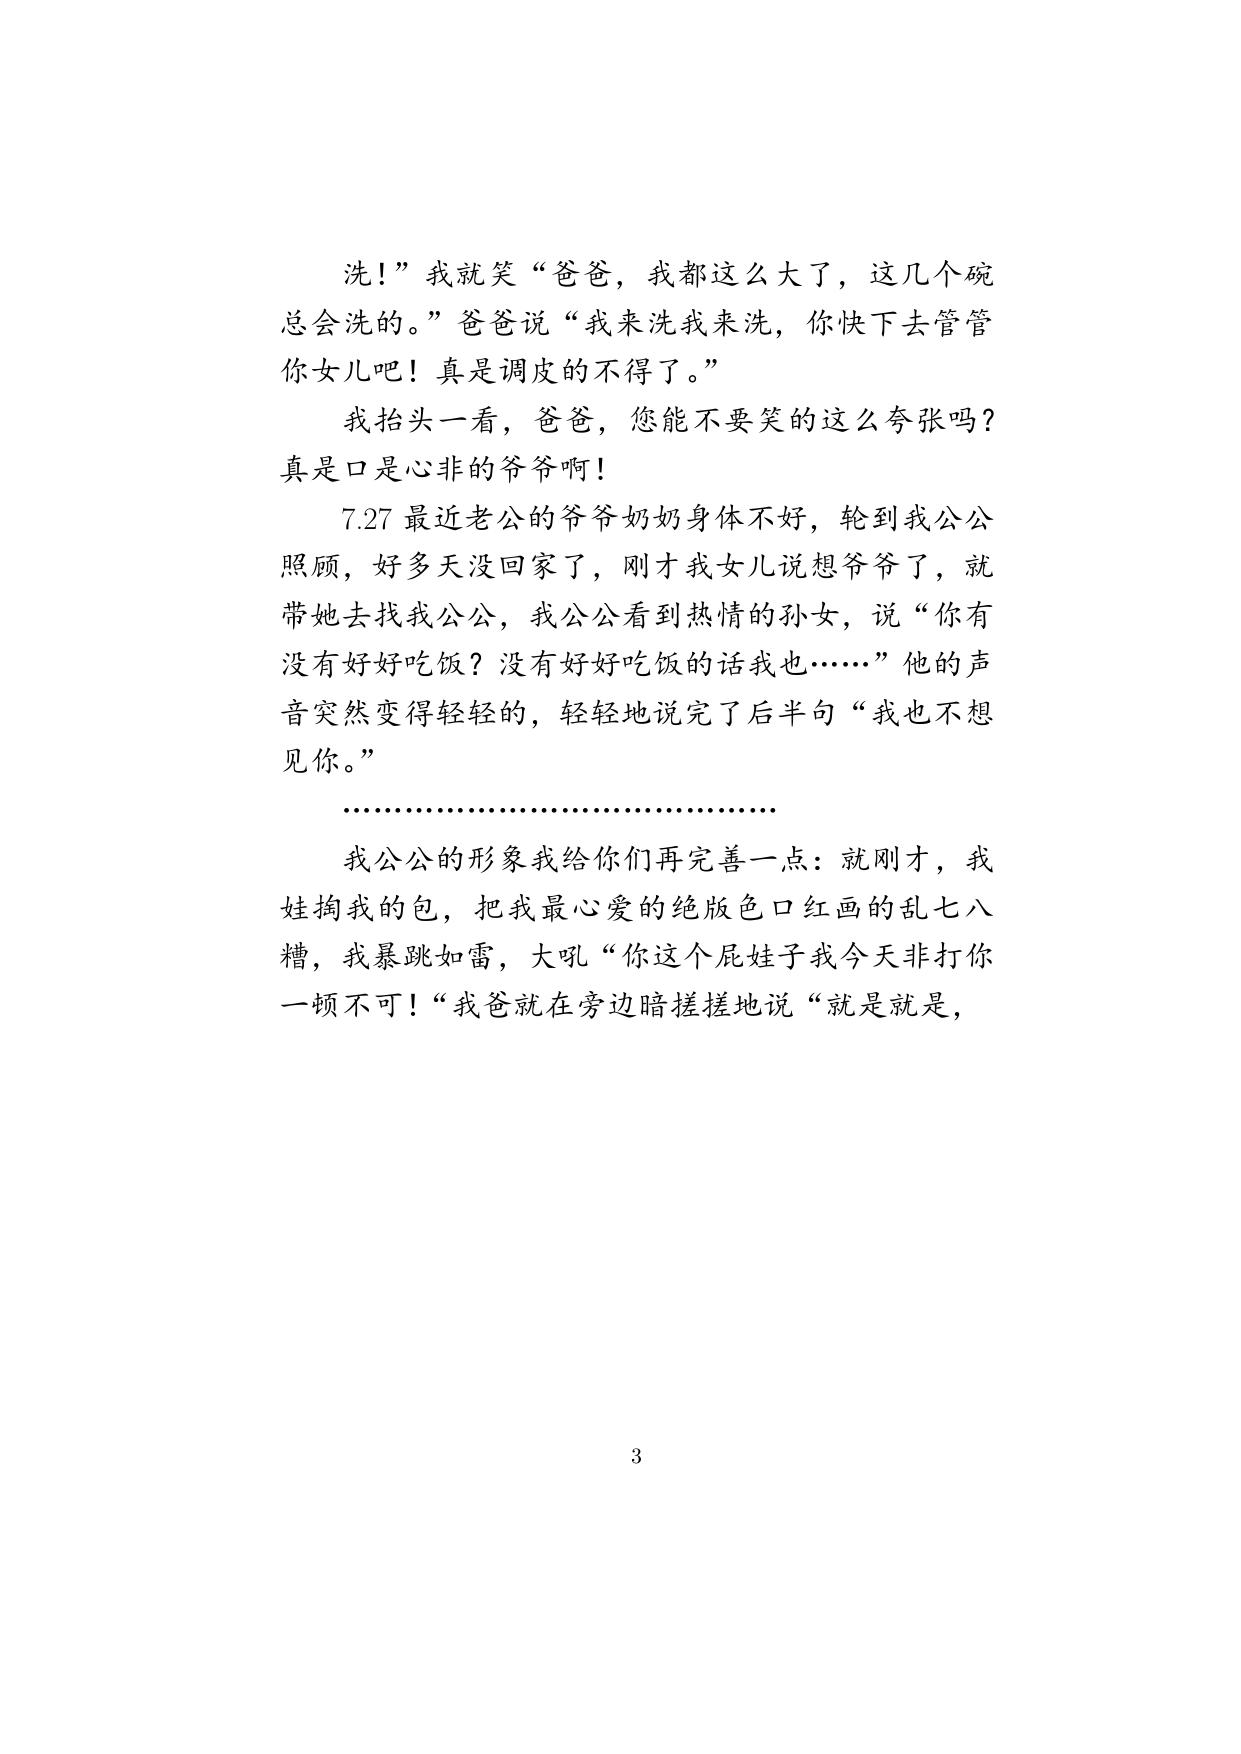 洗！”我就笑“爸爸，我都这么大了，这几个碗
总会洗的。”爸爸说“我来洗我来洗，你快下去管管
你女儿吧！真是调皮的不得了。”
我抬头一看，爸爸，您能不要笑的这么夸张吗？
真是口是心非的爷爷啊！
7.27 最近老公的爷爷奶奶身体不好，轮到我公公
照顾，好多天没回家了，刚才我女儿说想爷爷了，就
带她去找我公公，我公公看到热情的孙女，说“你有
没有好好吃饭？没有好好吃饭的话我也……”他的声
音突然变得轻轻的，轻轻地说完了后半句“我也不想
见你。”
………………………………………
我公公的形象我给你们再完善一点：就刚才，我
娃掏我的包，把我最心爱的绝版色口红画的乱七八
糟，我暴跳如雷，大吼“你这个屁娃子我今天非打你
一顿不可！“我爸就在旁边暗搓搓地说“就是就是，
3